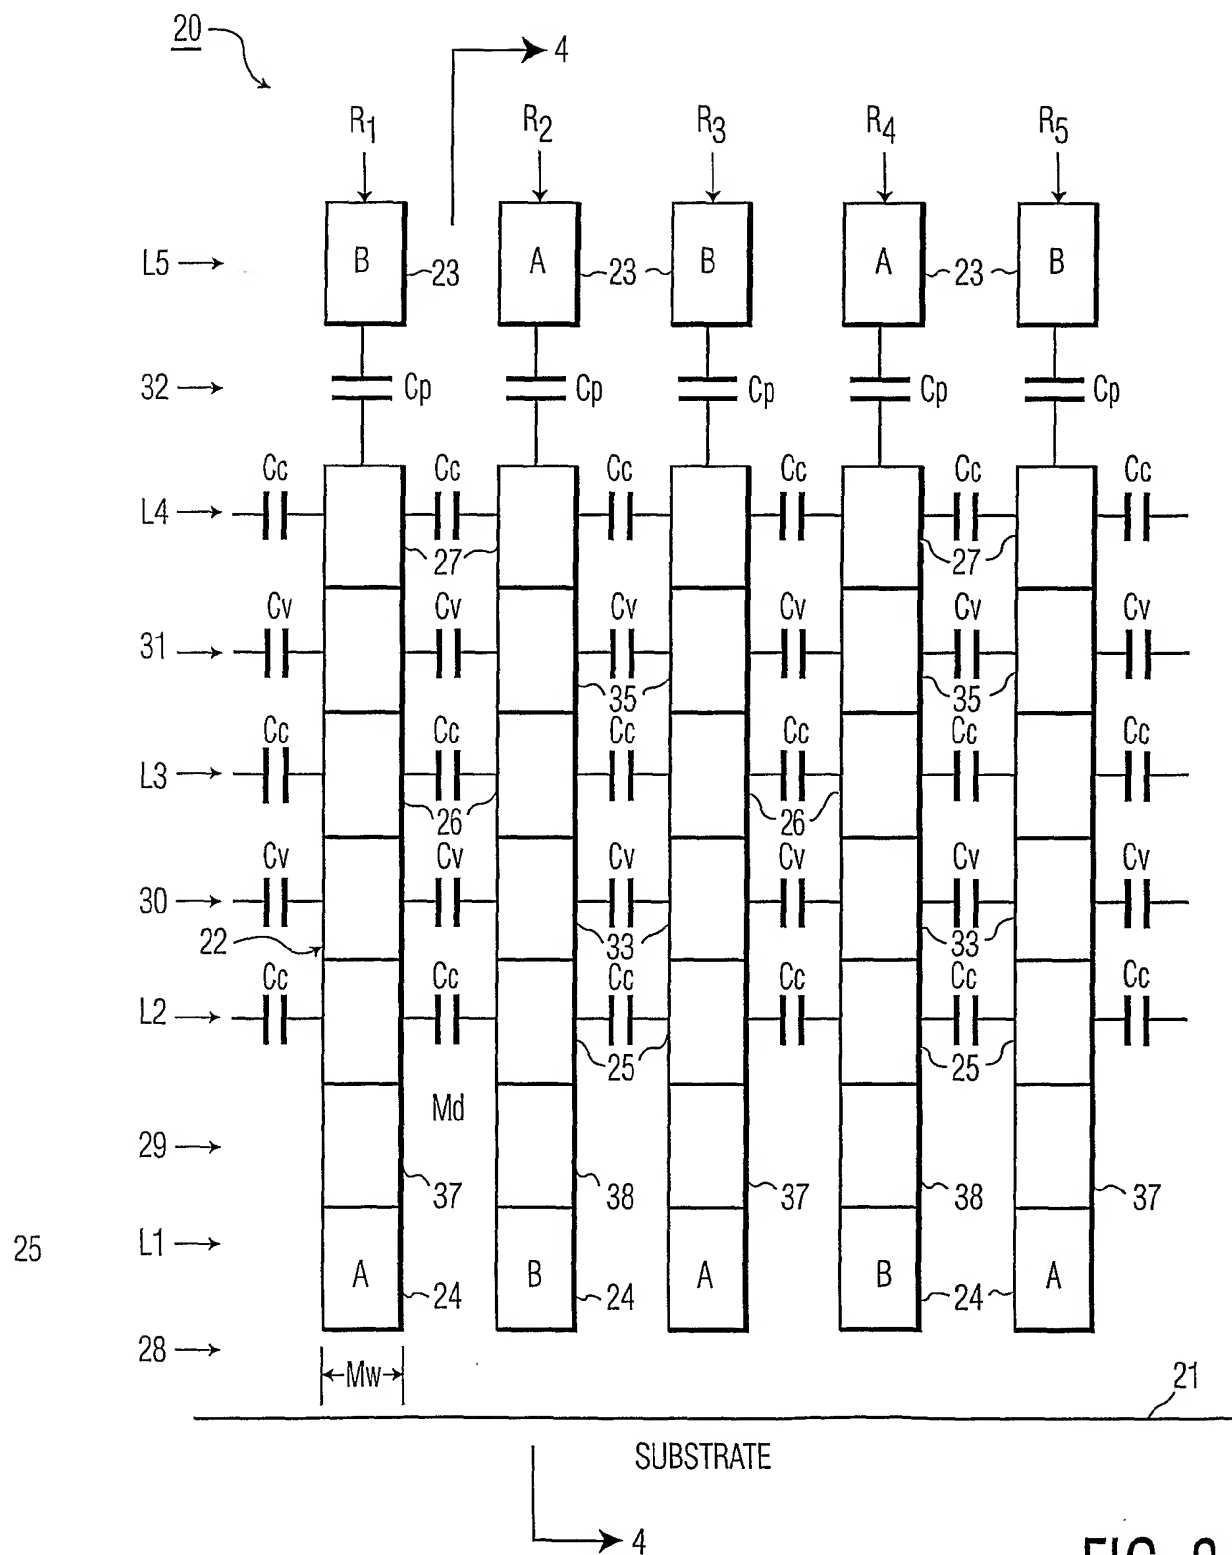 20
4
R1 R2 R3 R4 R5
L5 B 23 A 23 B A 23 B
32 Cp Cp Cp Cp Cp
Cc Cc Cc Cc Cc Cc
L4
27 27
Cv Cv Cv Cv Cv Cv
31
35 35
Cc Cc Cc Cc Cc Cc
L3
26 26
Cv Cv Cv Cv Cv Cv
30
22 33 33
Cc Cc Cc Cc Cc Cc
L2
25 25
Md
29
37 38 37 38 37
25 L1
A B A B A
24 24 24
28
Mw
21
SUBSTRATE
4
FIG.